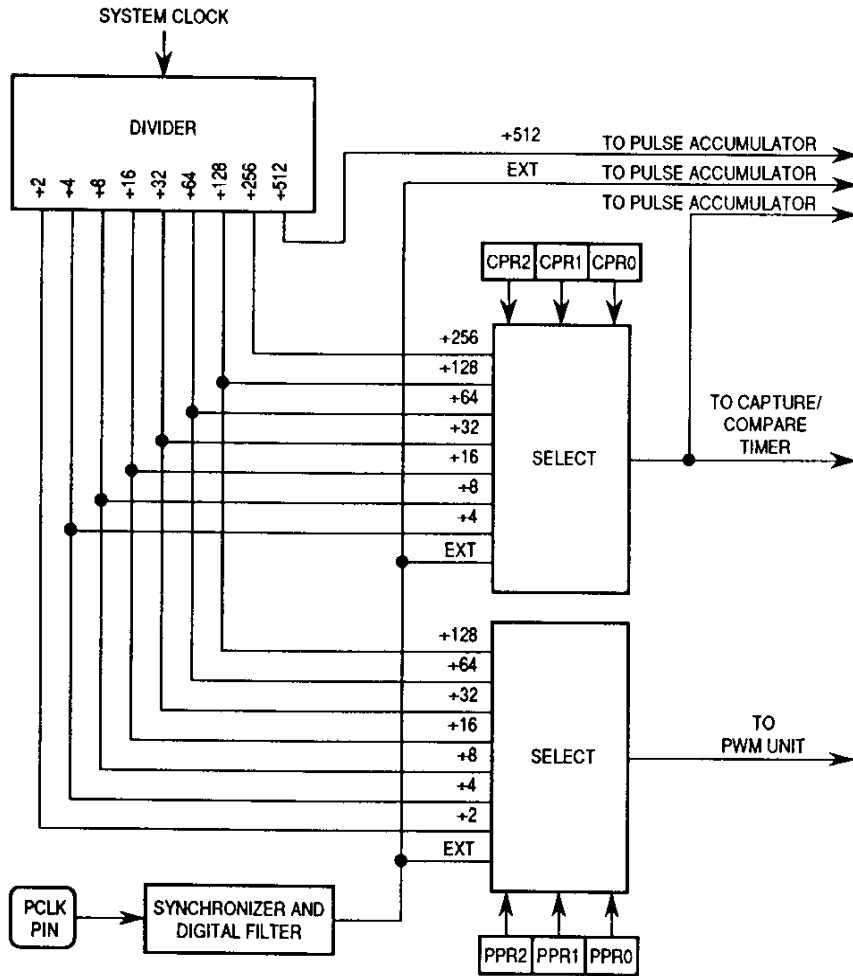 SYSTEM CLOCK
DIVIDER
+2 +4 +8 +16 +32 +64 +128 +256 +512
+512
TO PULSE ACCUMULATOR
EXT
TO PULSE ACCUMULATOR
TO PULSE ACCUMULATOR
CPR2 CPR1 CPR0
+256
+128
+64
+32
+16
+8
+4
EXT
SELECT
TO CAPTURE/
COMPARE
TIMER
+128
+64
+32
+16
+8
+4
+2
EXT
SELECT
TO
PWM UNIT
PCLK
PIN
SYNCHRONIZER AND
DIGITAL FILTER
PPR2 PPR1 PPR0